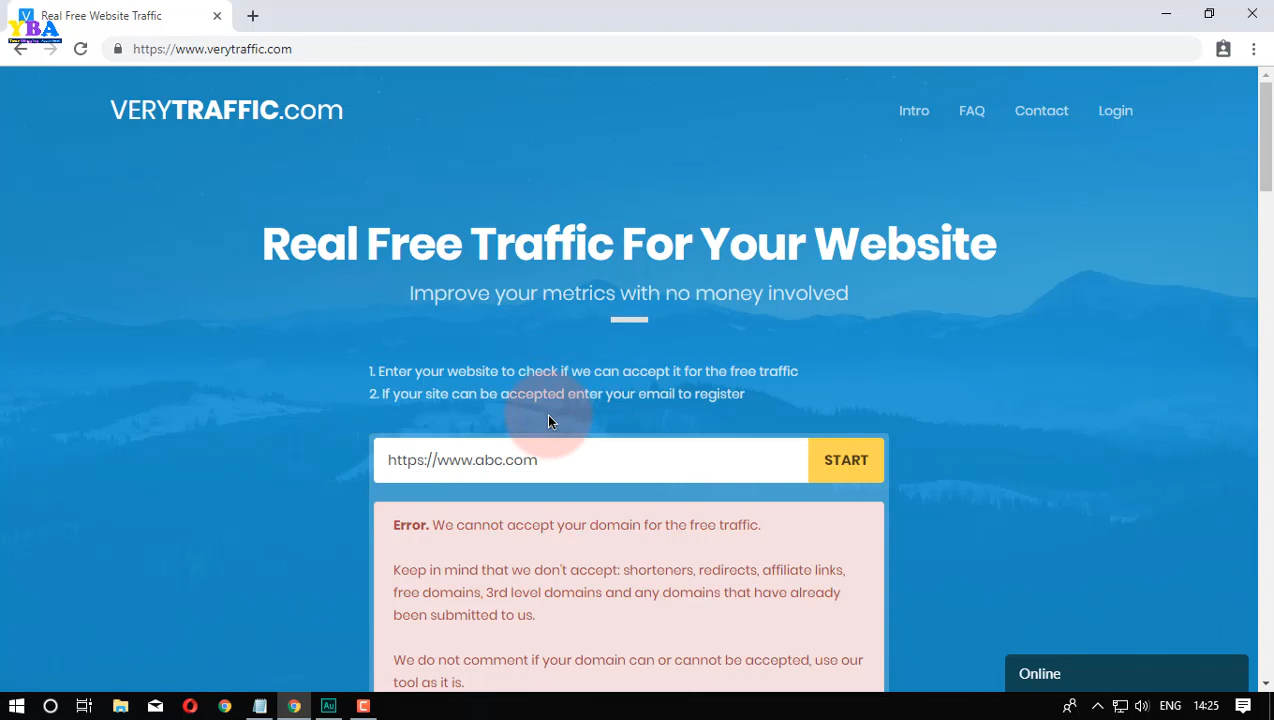 Real Free Website Traffic
YBA
https://www.verytraffic.com
VERYTRAFFIC.com
Intro
FAQ
Contact
Login
Real Free Traffic For Your Website
Improve your metrics with no money involved
1. Enter your website to check if we can accept it for the free traffic
2. If your site can be accepted enter your email to register
https://www.abc.com
START
Error. We cannot accept your domain for the free traffic.
Keep in mind that we don't accept: shorteners, redirects, affiliate links,
free domains, 3rd level domains and any domains that have already
been submitted to us.
We do not comment if your domain can or cannot be accepted, use our
tool as it is.
Online
Au
ENG
14:25